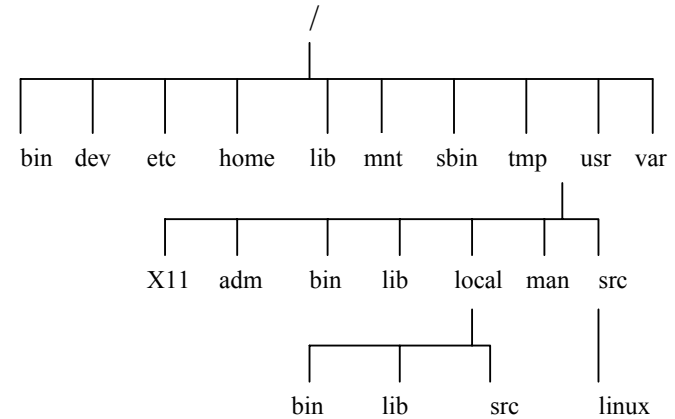 /
bin dev etc home lib mnt sbin tmp usr var
X11 adm bin lib local man src
bin lib src linux